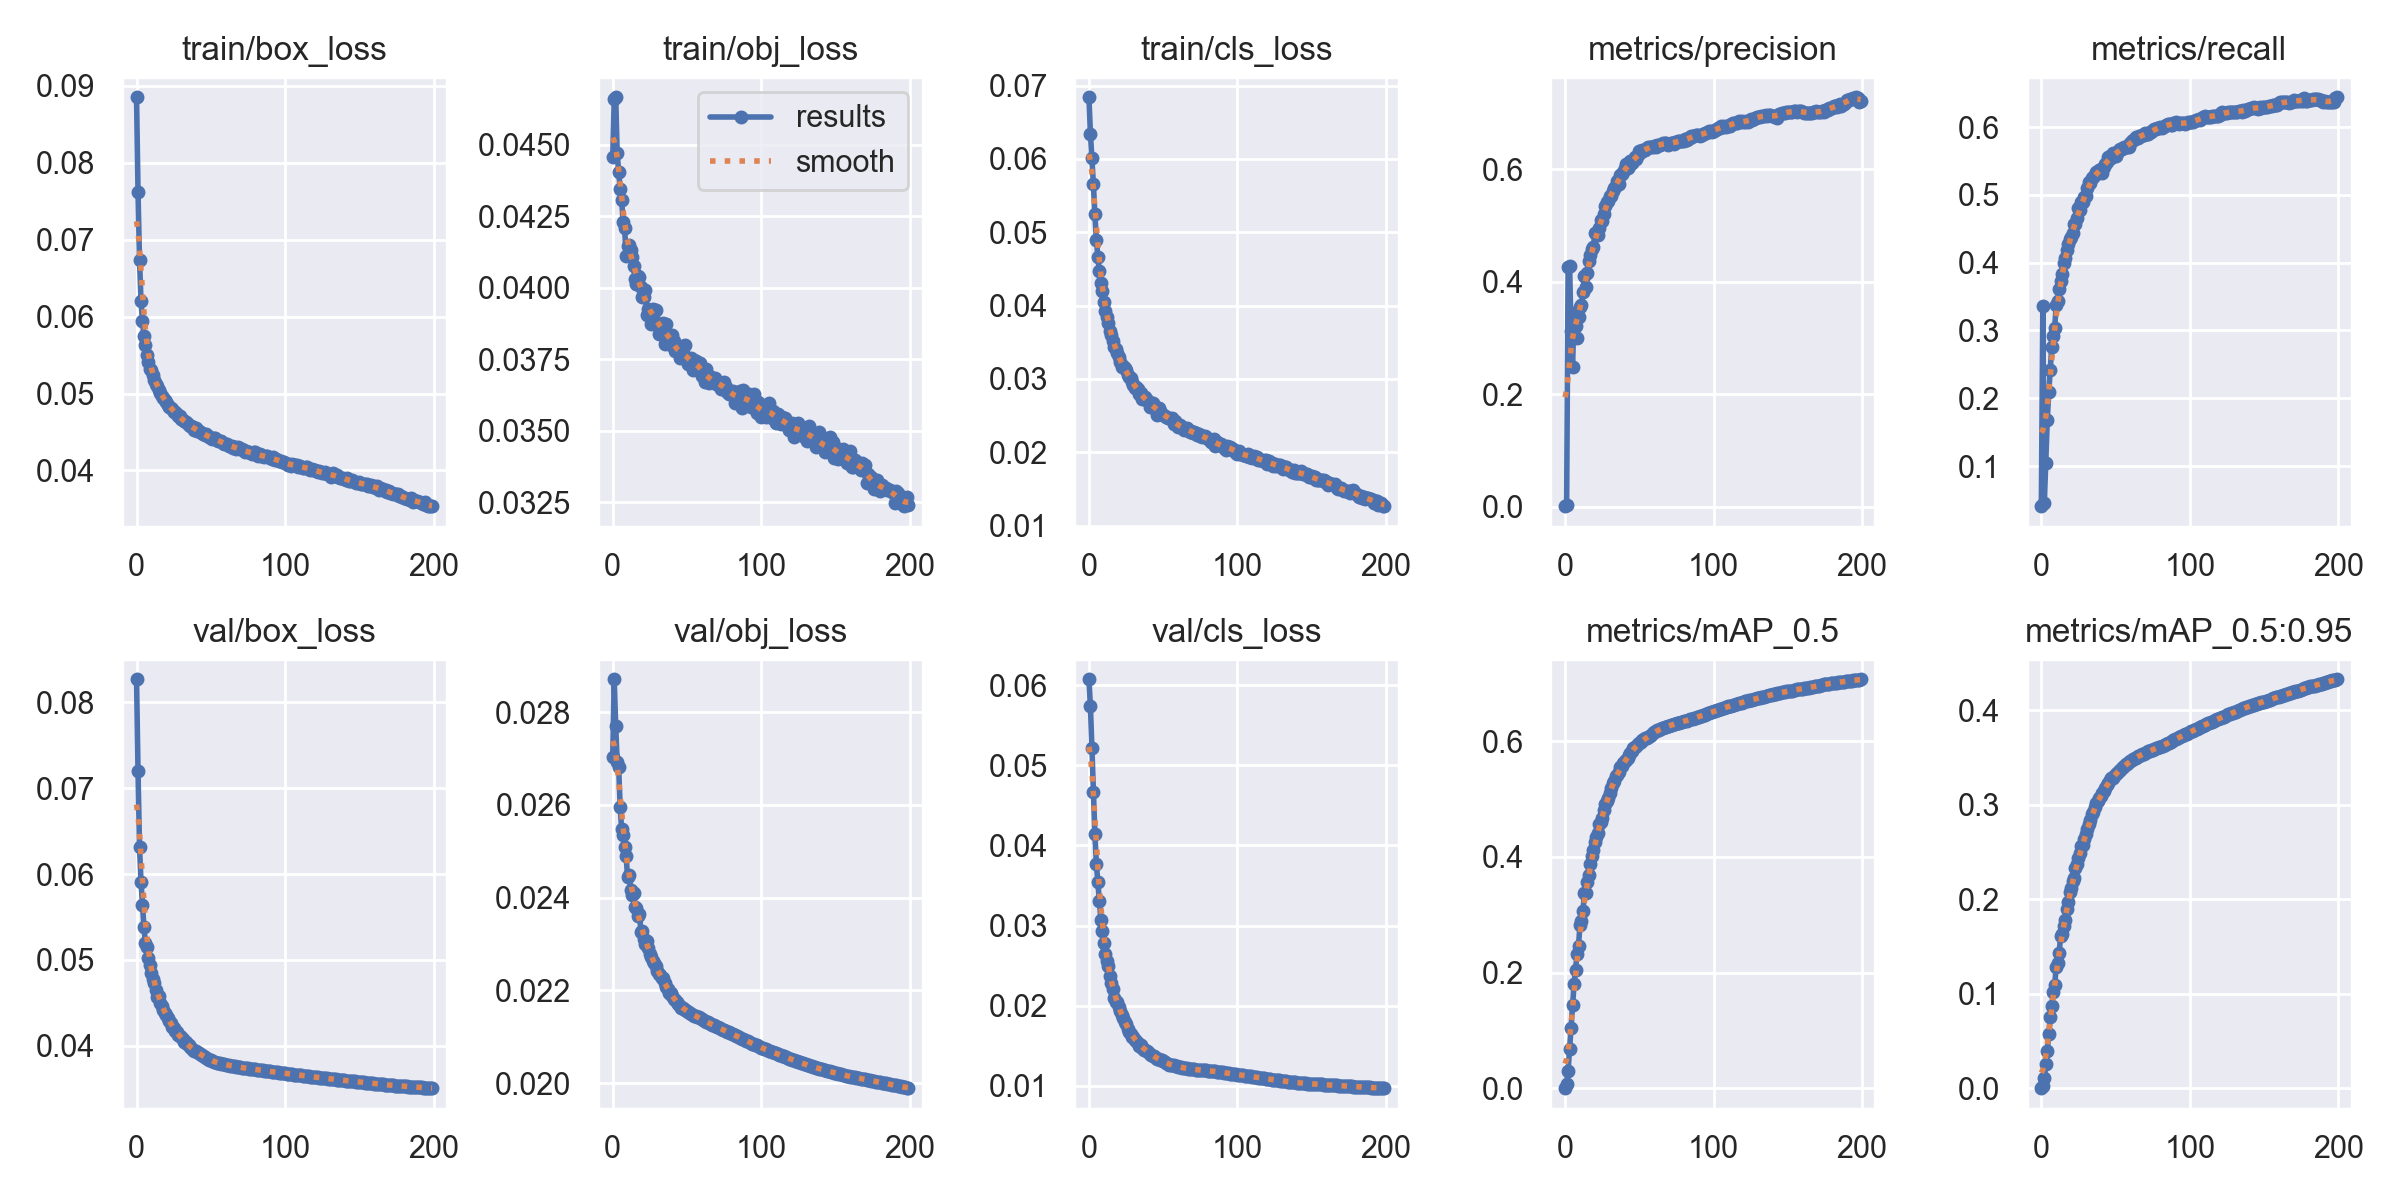 train/box_loss
0.09
0.08
0.07
0.06
0.05
0.04
0 100 200
train/obj_loss
results
smooth
0.0450
0.0425
0.0400
0.0375
0.0350
0.0325
0 100 200
train/cls_loss
0.07
0.06
0.05
0.04
0.03
0.02
0.01
0 100 200
metrics/precision
0.6
0.4
0.2
0.0
0 100 200
metrics/recall
0.6
0.5
0.4
0.3
0.2
0.1
0 100 200
val/box_loss
0.08
0.07
0.06
0.05
0.04
0 100 200
val/obj_loss
0.028
0.026
0.024
0.022
0.020
0 100 200
val/cls_loss
0.06
0.05
0.04
0.03
0.02
0.01
0 100 200
metrics/mAP_0.5
0.6
0.4
0.2
0.0
0 100 200
metrics/mAP_0.5:0.95
0.4
0.3
0.2
0.1
0.0
0 100 200